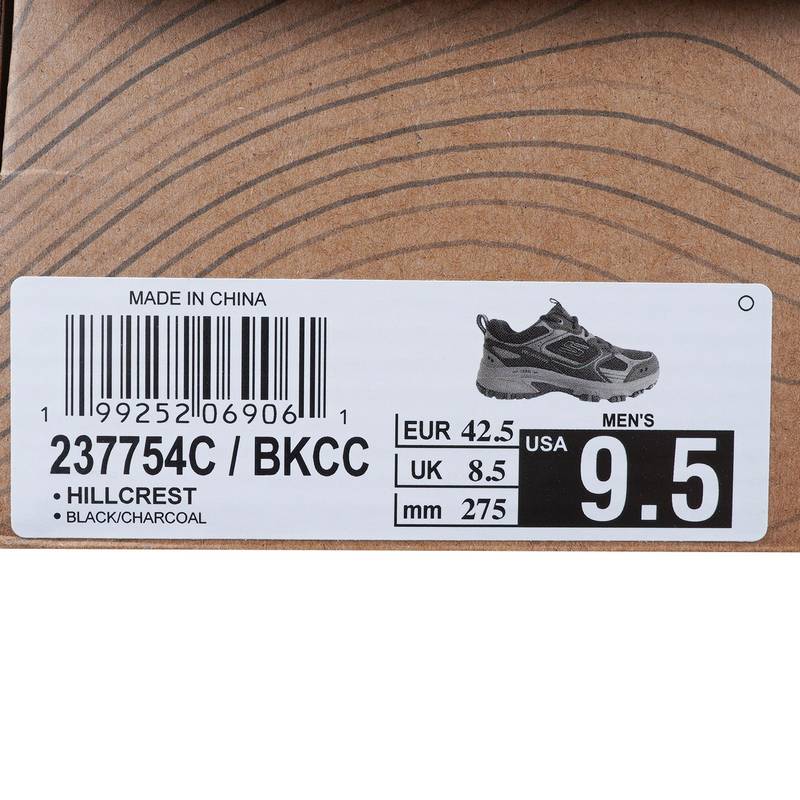 MADE IN CHINA
1 99252 06906 1
237754C / BKCC
• HILLCREST
• BLACK/CHARCOAL
MEN'S
EUR 42.5
UK 8.5
mm 275
USA 9.5